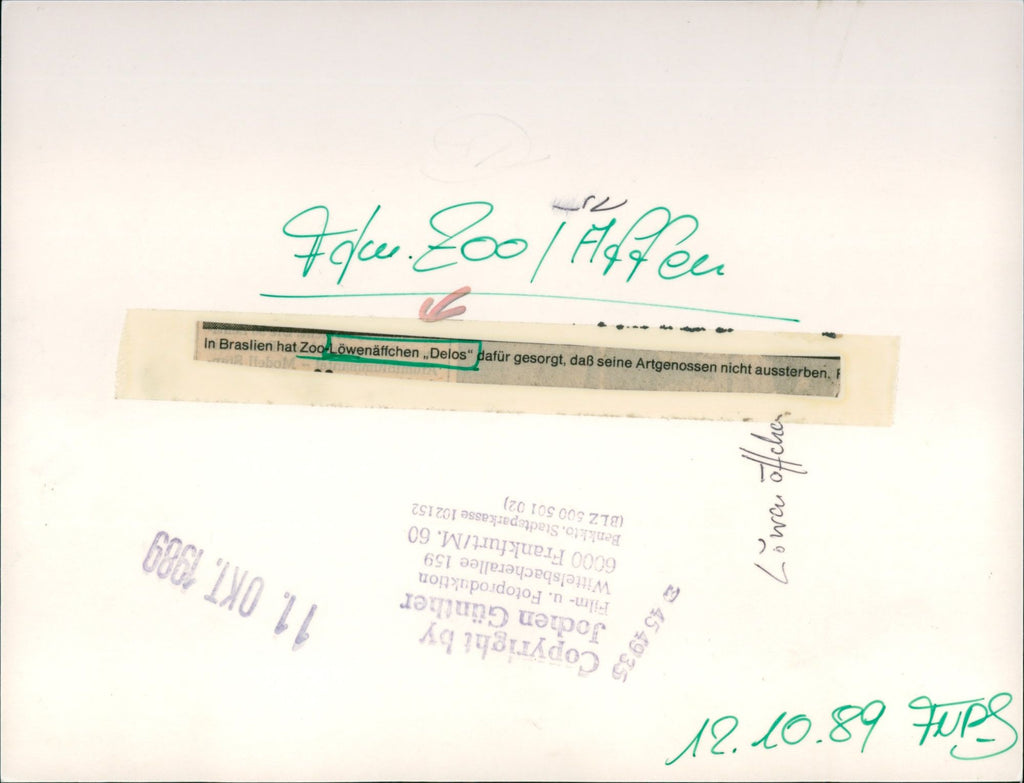 Ffm. Zoo / Affen
In Braslien hat Zoo-Löwenäffchen „Delos“ dafür gesorgt, daß seine Artgenossen nicht aussterben.
Löwenäffchen
11. OKT. 1989
Copyright by
Jochen Günther
Film- u. Fotoproduktion
Wittelsbacherallee 159
6000 Frankfurt/M. 60
Bankkto. Stadtsparkasse 102152
(BLZ 500 501 02)
☎ 45 49 35
12.10.89 FNP